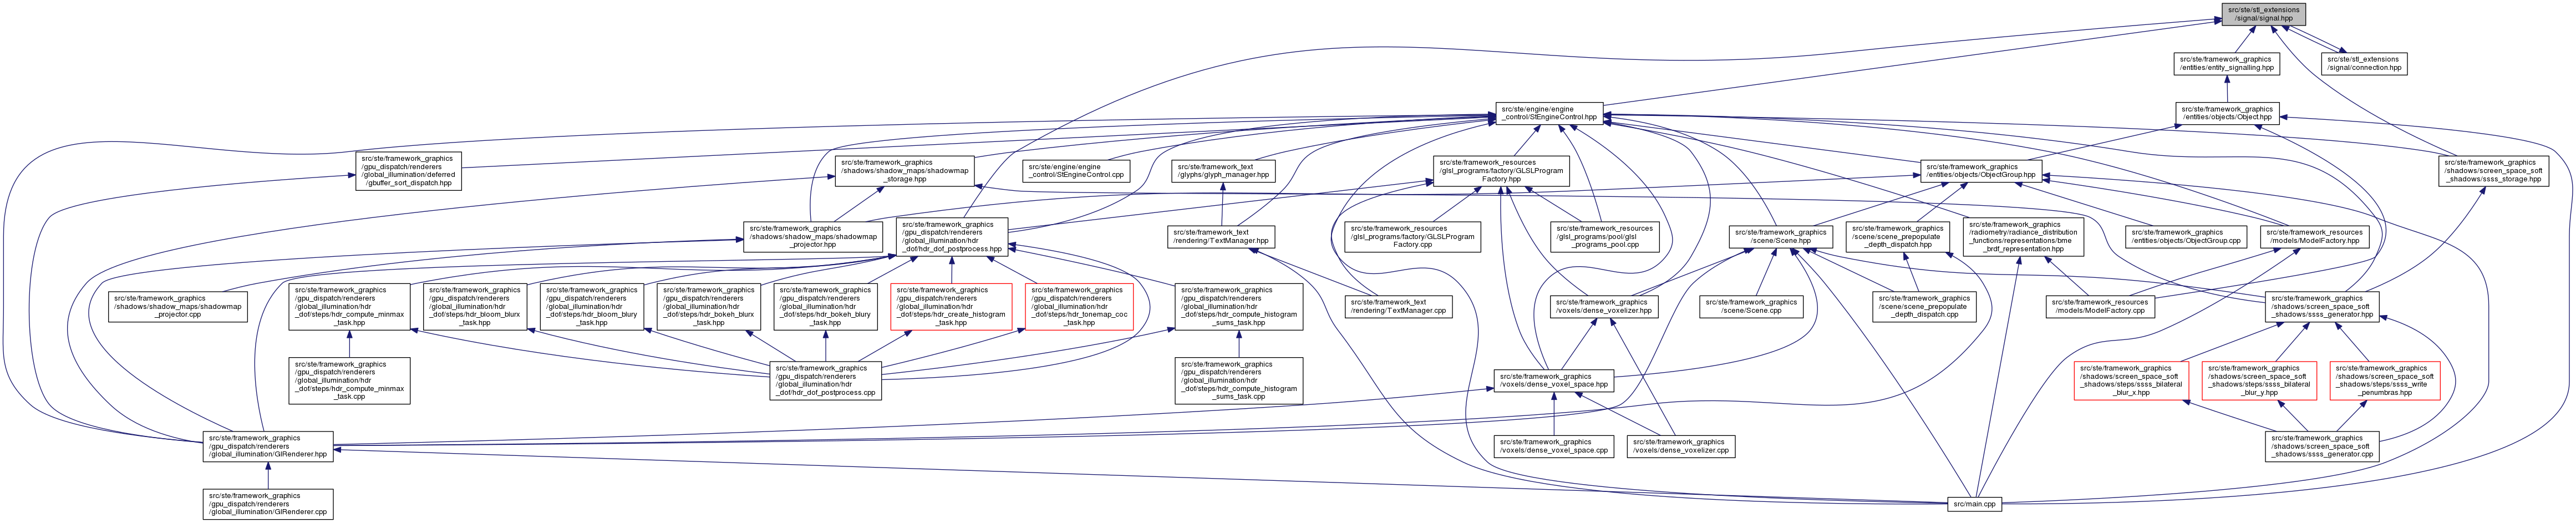 src/ste/stl_extensions
/signal/signal.hpp
src/ste/framework_graphics
/entities/entity_signalling.hpp
src/ste/stl_extensions
/signal/connection.hpp
src/ste/engine/engine
_control/StEngineControl.hpp
src/ste/framework_graphics
/entities/objects/Object.hpp
src/ste/framework_graphics
/gpu_dispatch/renderers
/global_illumination/deferred
/gbuffer_sort_dispatch.hpp
src/ste/framework_graphics
/shadows/shadow_maps/shadowmap
_storage.hpp
src/ste/engine/engine
_control/StEngineControl.cpp
src/ste/framework_text
/glyphs/glyph_manager.hpp
src/ste/framework_resources
/glsl_programs/factory/GLSLProgram
Factory.hpp
src/ste/framework_graphics
/entities/objects/ObjectGroup.hpp
src/ste/framework_graphics
/shadows/screen_space_soft
_shadows/ssss_storage.hpp
src/ste/framework_graphics
/shadows/shadow_maps/shadowmap
_projector.hpp
src/ste/framework_graphics
/gpu_dispatch/renderers
/global_illumination/hdr
_dof/hdr_dof_postprocess.hpp
src/ste/framework_text
/rendering/TextManager.hpp
src/ste/framework_resources
/glsl_programs/factory/GLSLProgram
Factory.cpp
src/ste/framework_resources
/glsl_programs/pool/glsl
_programs_pool.cpp
src/ste/framework_graphics
/scene/Scene.hpp
src/ste/framework_graphics
/scene/scene_prepopulate
_depth_dispatch.hpp
src/ste/framework_graphics
/radiometry/radiance_distribution
_functions/representations/tme
_brdf_representation.hpp
src/ste/framework_graphics
/entities/objects/ObjectGroup.cpp
src/ste/framework_resources
/models/ModelFactory.hpp
src/ste/framework_graphics
/shadows/shadow_maps/shadowmap
_projector.cpp
src/ste/framework_graphics
/gpu_dispatch/renderers
/global_illumination/hdr
_dof/steps/hdr_compute_minmax
_task.hpp
src/ste/framework_graphics
/gpu_dispatch/renderers
/global_illumination/hdr
_dof/steps/hdr_bloom_blurx
_task.hpp
src/ste/framework_graphics
/gpu_dispatch/renderers
/global_illumination/hdr
_dof/steps/hdr_bloom_blury
_task.hpp
src/ste/framework_graphics
/gpu_dispatch/renderers
/global_illumination/hdr
_dof/steps/hdr_bokeh_blurx
_task.hpp
src/ste/framework_graphics
/gpu_dispatch/renderers
/global_illumination/hdr
_dof/steps/hdr_bokeh_blury
_task.hpp
src/ste/framework_graphics
/gpu_dispatch/renderers
/global_illumination/hdr
_dof/steps/hdr_create_histogram
_task.hpp
src/ste/framework_graphics
/gpu_dispatch/renderers
/global_illumination/hdr
_dof/steps/hdr_tonemap_coc
_task.hpp
src/ste/framework_graphics
/gpu_dispatch/renderers
/global_illumination/hdr
_dof/steps/hdr_compute_histogram
_sums_task.hpp
src/ste/framework_text
/rendering/TextManager.cpp
src/ste/framework_graphics
/voxels/dense_voxelizer.hpp
src/ste/framework_graphics
/scene/Scene.cpp
src/ste/framework_graphics
/scene/scene_prepopulate
_depth_dispatch.cpp
src/ste/framework_resources
/models/ModelFactory.cpp
src/ste/framework_graphics
/shadows/screen_space_soft
_shadows/ssss_generator.hpp
src/ste/framework_graphics
/gpu_dispatch/renderers
/global_illumination/hdr
_dof/steps/hdr_compute_minmax
_task.cpp
src/ste/framework_graphics
/gpu_dispatch/renderers
/global_illumination/hdr
_dof/hdr_dof_postprocess.cpp
src/ste/framework_graphics
/gpu_dispatch/renderers
/global_illumination/hdr
_dof/steps/hdr_compute_histogram
_sums_task.cpp
src/ste/framework_graphics
/voxels/dense_voxel_space.hpp
src/ste/framework_graphics
/shadows/screen_space_soft
_shadows/steps/ssss_bilateral
_blur_x.hpp
src/ste/framework_graphics
/shadows/screen_space_soft
_shadows/steps/ssss_bilateral
_blur_y.hpp
src/ste/framework_graphics
/shadows/screen_space_soft
_shadows/steps/ssss_write
_penumbras.hpp
src/ste/framework_graphics
/gpu_dispatch/renderers
/global_illumination/GIRenderer.hpp
src/ste/framework_graphics
/voxels/dense_voxel_space.cpp
src/ste/framework_graphics
/voxels/dense_voxelizer.cpp
src/ste/framework_graphics
/shadows/screen_space_soft
_shadows/ssss_generator.cpp
src/ste/framework_graphics
/gpu_dispatch/renderers
/global_illumination/GIRenderer.cpp
src/main.cpp